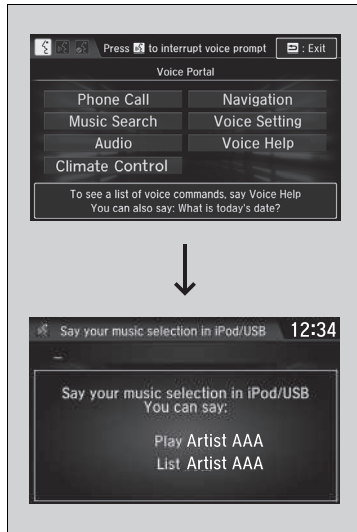 Press to interrupt voice prompt : Exit
Voice Portal
Phone Call Navigation
Music Search Voice Setting
Audio Voice Help
Climate Control
To see a list of voice commands, say Voice Help
You can also say: What is today's date?
Say your music selection in iPod/USB 12:34
Say your music selection in iPod/USB
You can say:
Play Artist AAA
List Artist AAA